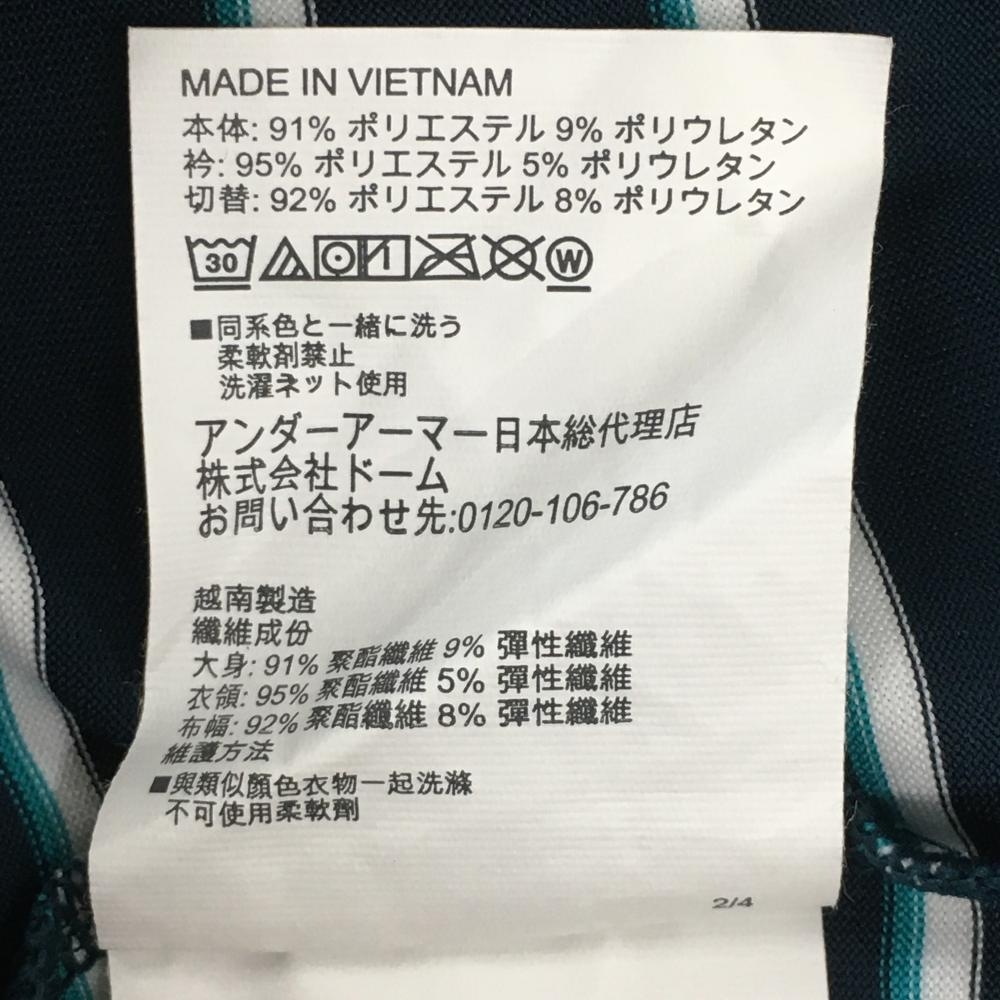 MADE IN VIETNAM
本体: 91% ポリエステル 9% ポリウレタン
衿: 95% ポリエステル 5% ポリウレタン
切替: 92% ポリエステル 8% ポリウレタン
30 W
■同系色と一緒に洗う
柔軟剤禁止
洗濯ネット使用
アンダーアーマー日本総代理店
株式会社ドーム
お問い合わせ先:0120-106-786
越南製造
纖維成份
大身: 91% 聚酯纖維 9% 彈性纖維
衣領: 95% 聚酯纖維 5% 彈性纖維
布幅: 92% 聚酯纖維 8% 彈性纖維
維護方法
■與類似顏色衣物一起洗滌
不可使用柔軟劑
2/4